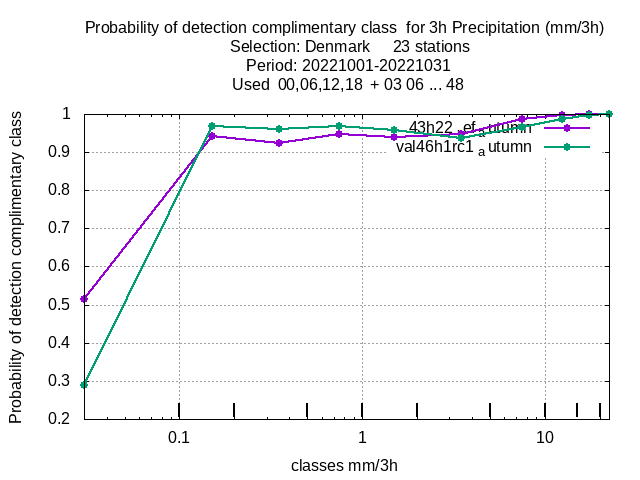 Probability of detection complimentary class for 3h Precipitation (mm/3h)
Selection: Denmark 23 stations
Period: 20221001-20221031
Used 00,06,12,18 + 03 06 ... 48
Probability of detection complimentary class
1
0.9
0.8
0.7
0.6
0.5
0.4
0.3
0.2
43h22_ef_autumn
val46h1rc1_autumn
0.1
1
10
classes mm/3h